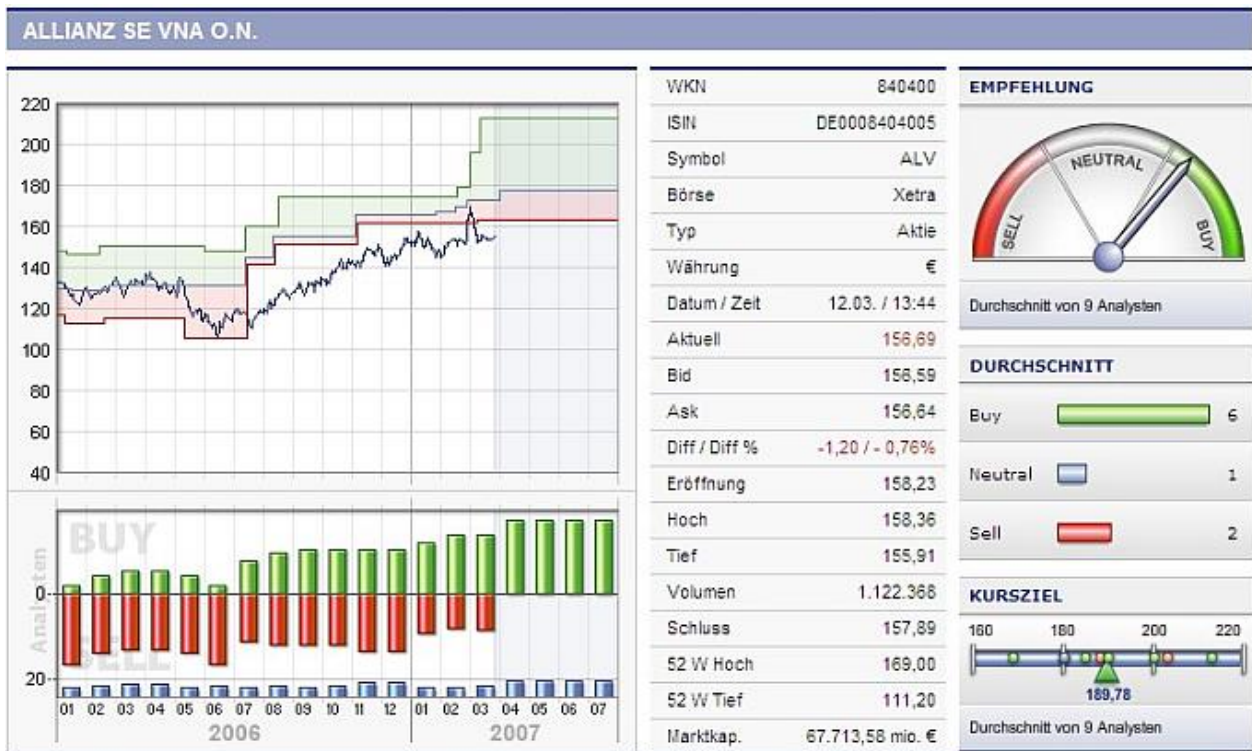 ALLIANZ SE VNA O.N.
220
200
180
160
140
120
100
80
60
40
BUY
Analysten
0
SELL
20
01 02 03 04 05 06 07 08 09 10 11 12 01 02 03 04 05 06 07
2006 2007
WKN 840400
ISIN DE0008404005
Symbol ALV
Börse Xetra
Typ Aktie
Währung €
Datum / Zeit 12.03. / 13:44
Aktuell 156,69
Bid 156,59
Ask 156,64
Diff / Diff % -1,20 / - 0,76%
Eröffnung 158,23
Hoch 158,36
Tief 155,91
Volumen 1.122.368
Schluss 157,89
52 W Hoch 169,00
52 W Tief 111,20
Marktkap. 67.713,58 mio. €
EMPFEHLUNG
SELL NEUTRAL BUY
Durchschnitt von 9 Analysten
DURCHSCHNITT
Buy 6
Neutral 1
Sell 2
KURSZIEL
160 180 200 220
189,78
Durchschnitt von 9 Analysten